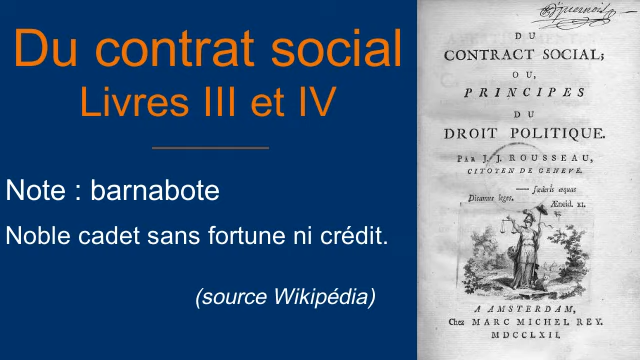 Du contrat social
Livres III et IV
Note : barnabote
Noble cadet sans fortune ni crédit.
(source Wikipédia)
DU
CONTRACT SOCIAL;
OU,
PRINCIPES
DU
DROIT POLITIQUE.
PAR J. J. ROUSSEAU,
CITOYEN DE GENEVE.
— fœderis æquas
Dicamus leges. Æneid. XI.
A AMSTERDAM,
Chez MARC MICHEL REY.
MDCCLXII.